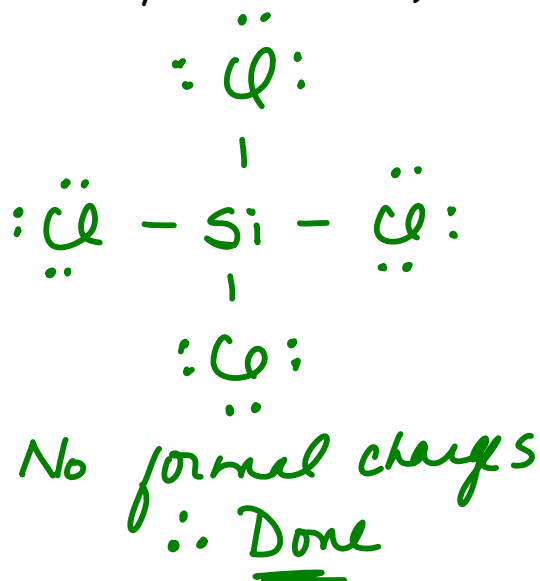 Cl
Cl - Si - Cl
Cl
No formal charges
∴ Done